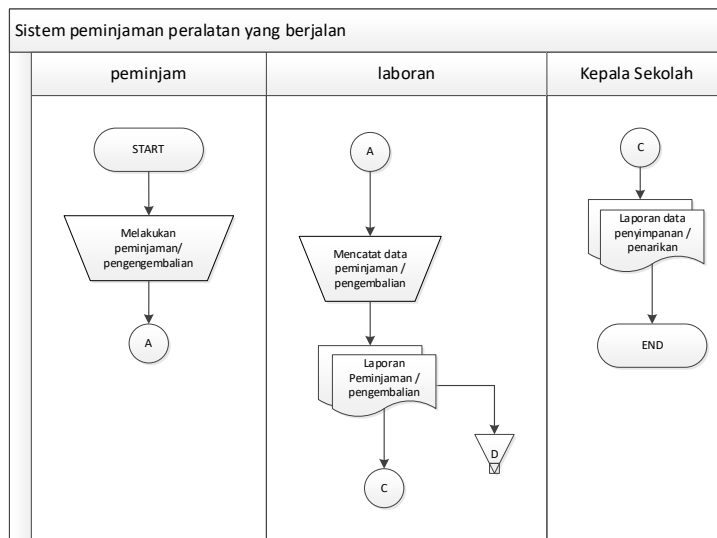 Sistem peminjaman peralatan yang berjalan
peminjam
laboran
Kepala Sekolah
START
Melakukan
peminjaman/
pengengembalian
A
A
Mencatat data
peminjaman /
pengembalian
Laporan
Peminjaman /
pengembalian
D
C
C
Laporan data
penyimpanan /
penarikan
END